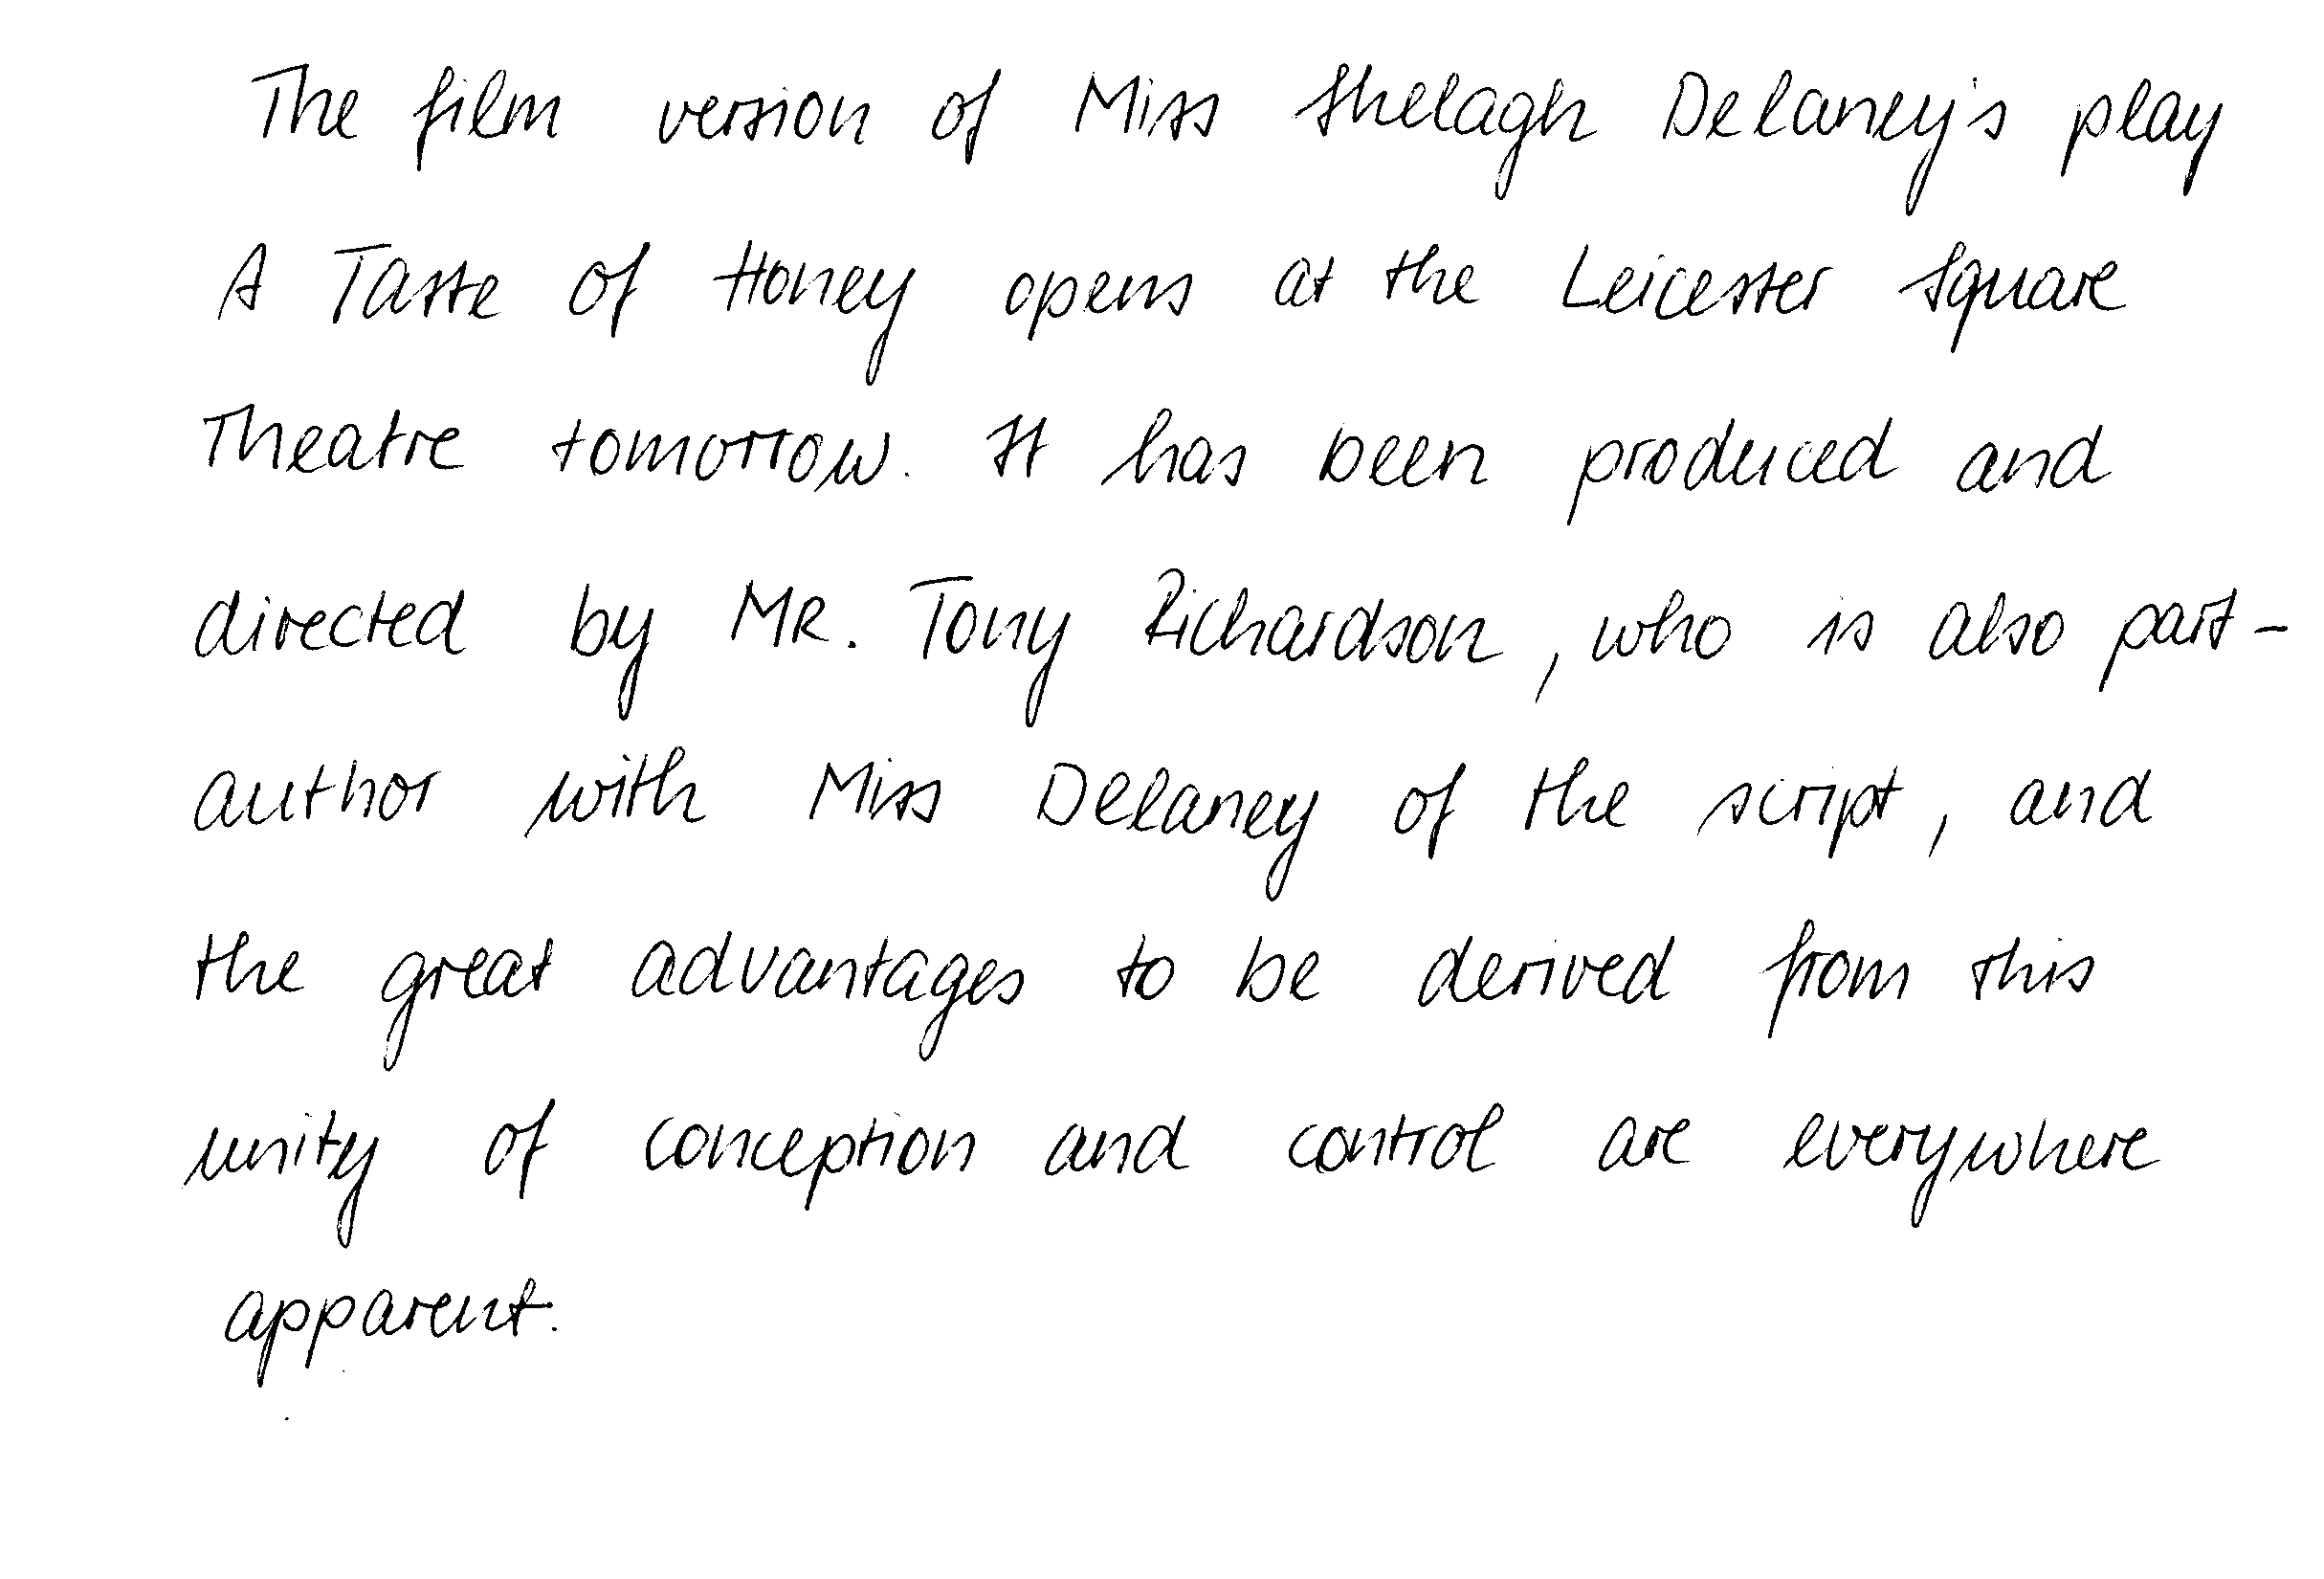 The film version of Miss Shelagh Delaney's play
A Taste of Honey opens at the Leicester Square
Theatre tomorrow. It has been produced and
directed by MR. Tony Richardson, who is also part-
author with Miss Delaney of the script, and
the great advantages to be derived from this
unity of conception and control are everywhere
apparent.